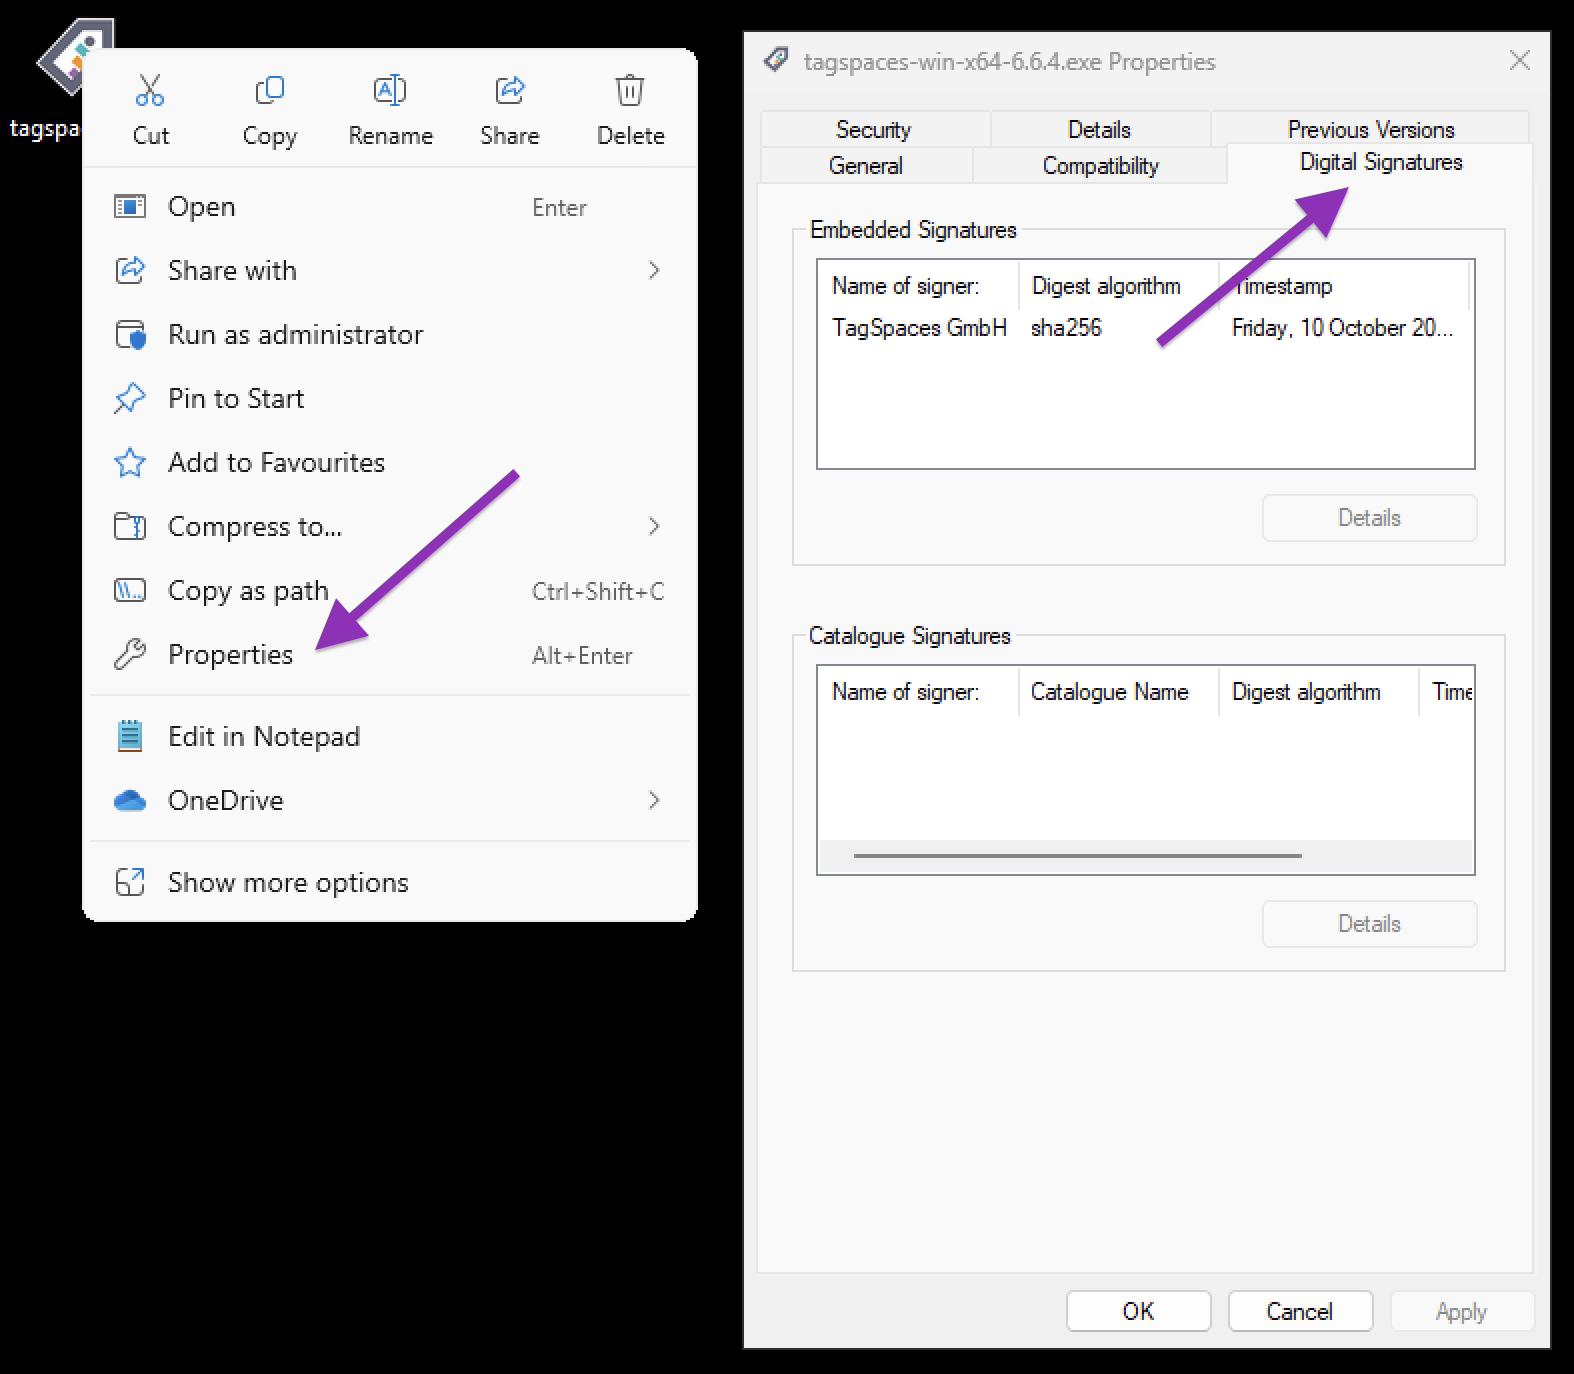 tagspa
Cut Copy Rename Share Delete
Open Enter
Share with
Run as administrator
Pin to Start
Add to Favourites
Compress to...
Copy as path Ctrl+Shift+C
Properties Alt+Enter
Edit in Notepad
OneDrive
Show more options
tagspaces-win-x64-6.6.4.exe Properties
Security Details Previous Versions
General Compatibility Digital Signatures
Embedded Signatures
Name of signer: Digest algorithm Timestamp
TagSpaces GmbH sha256 Friday, 10 October 20...
Details
Catalogue Signatures
Name of signer: Catalogue Name Digest algorithm Time
Details
OK Cancel Apply